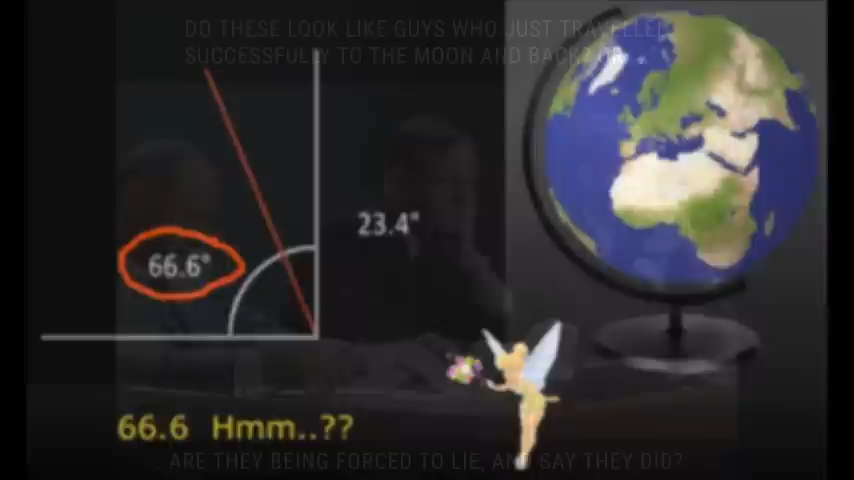 DO THESE LOOK LIKE GUYS WHO JUST TRAVELLED
SUCCESSFULLY TO THE MOON AND BACK? OR ...
23.4°
66.6°
66.6 Hmm..??
ARE THEY BEING FORCED TO LIE, AND SAY THEY DID?